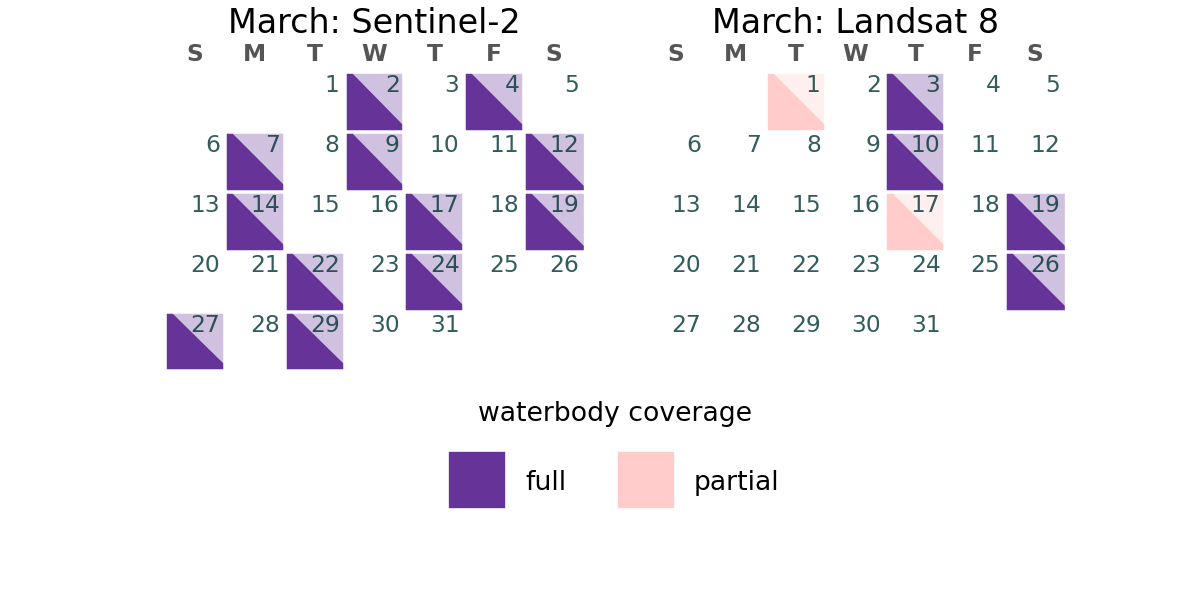 March: Sentinel-2
S M T W T F S
1 2 3 4 5
6 7 8 9 10 11 12
13 14 15 16 17 18 19
20 21 22 23 24 25 26
27 28 29 30 31
March: Landsat 8
S M T W T F S
1 2 3 4 5
6 7 8 9 10 11 12
13 14 15 16 17 18 19
20 21 22 23 24 25 26
27 28 29 30 31
waterbody coverage
full
partial